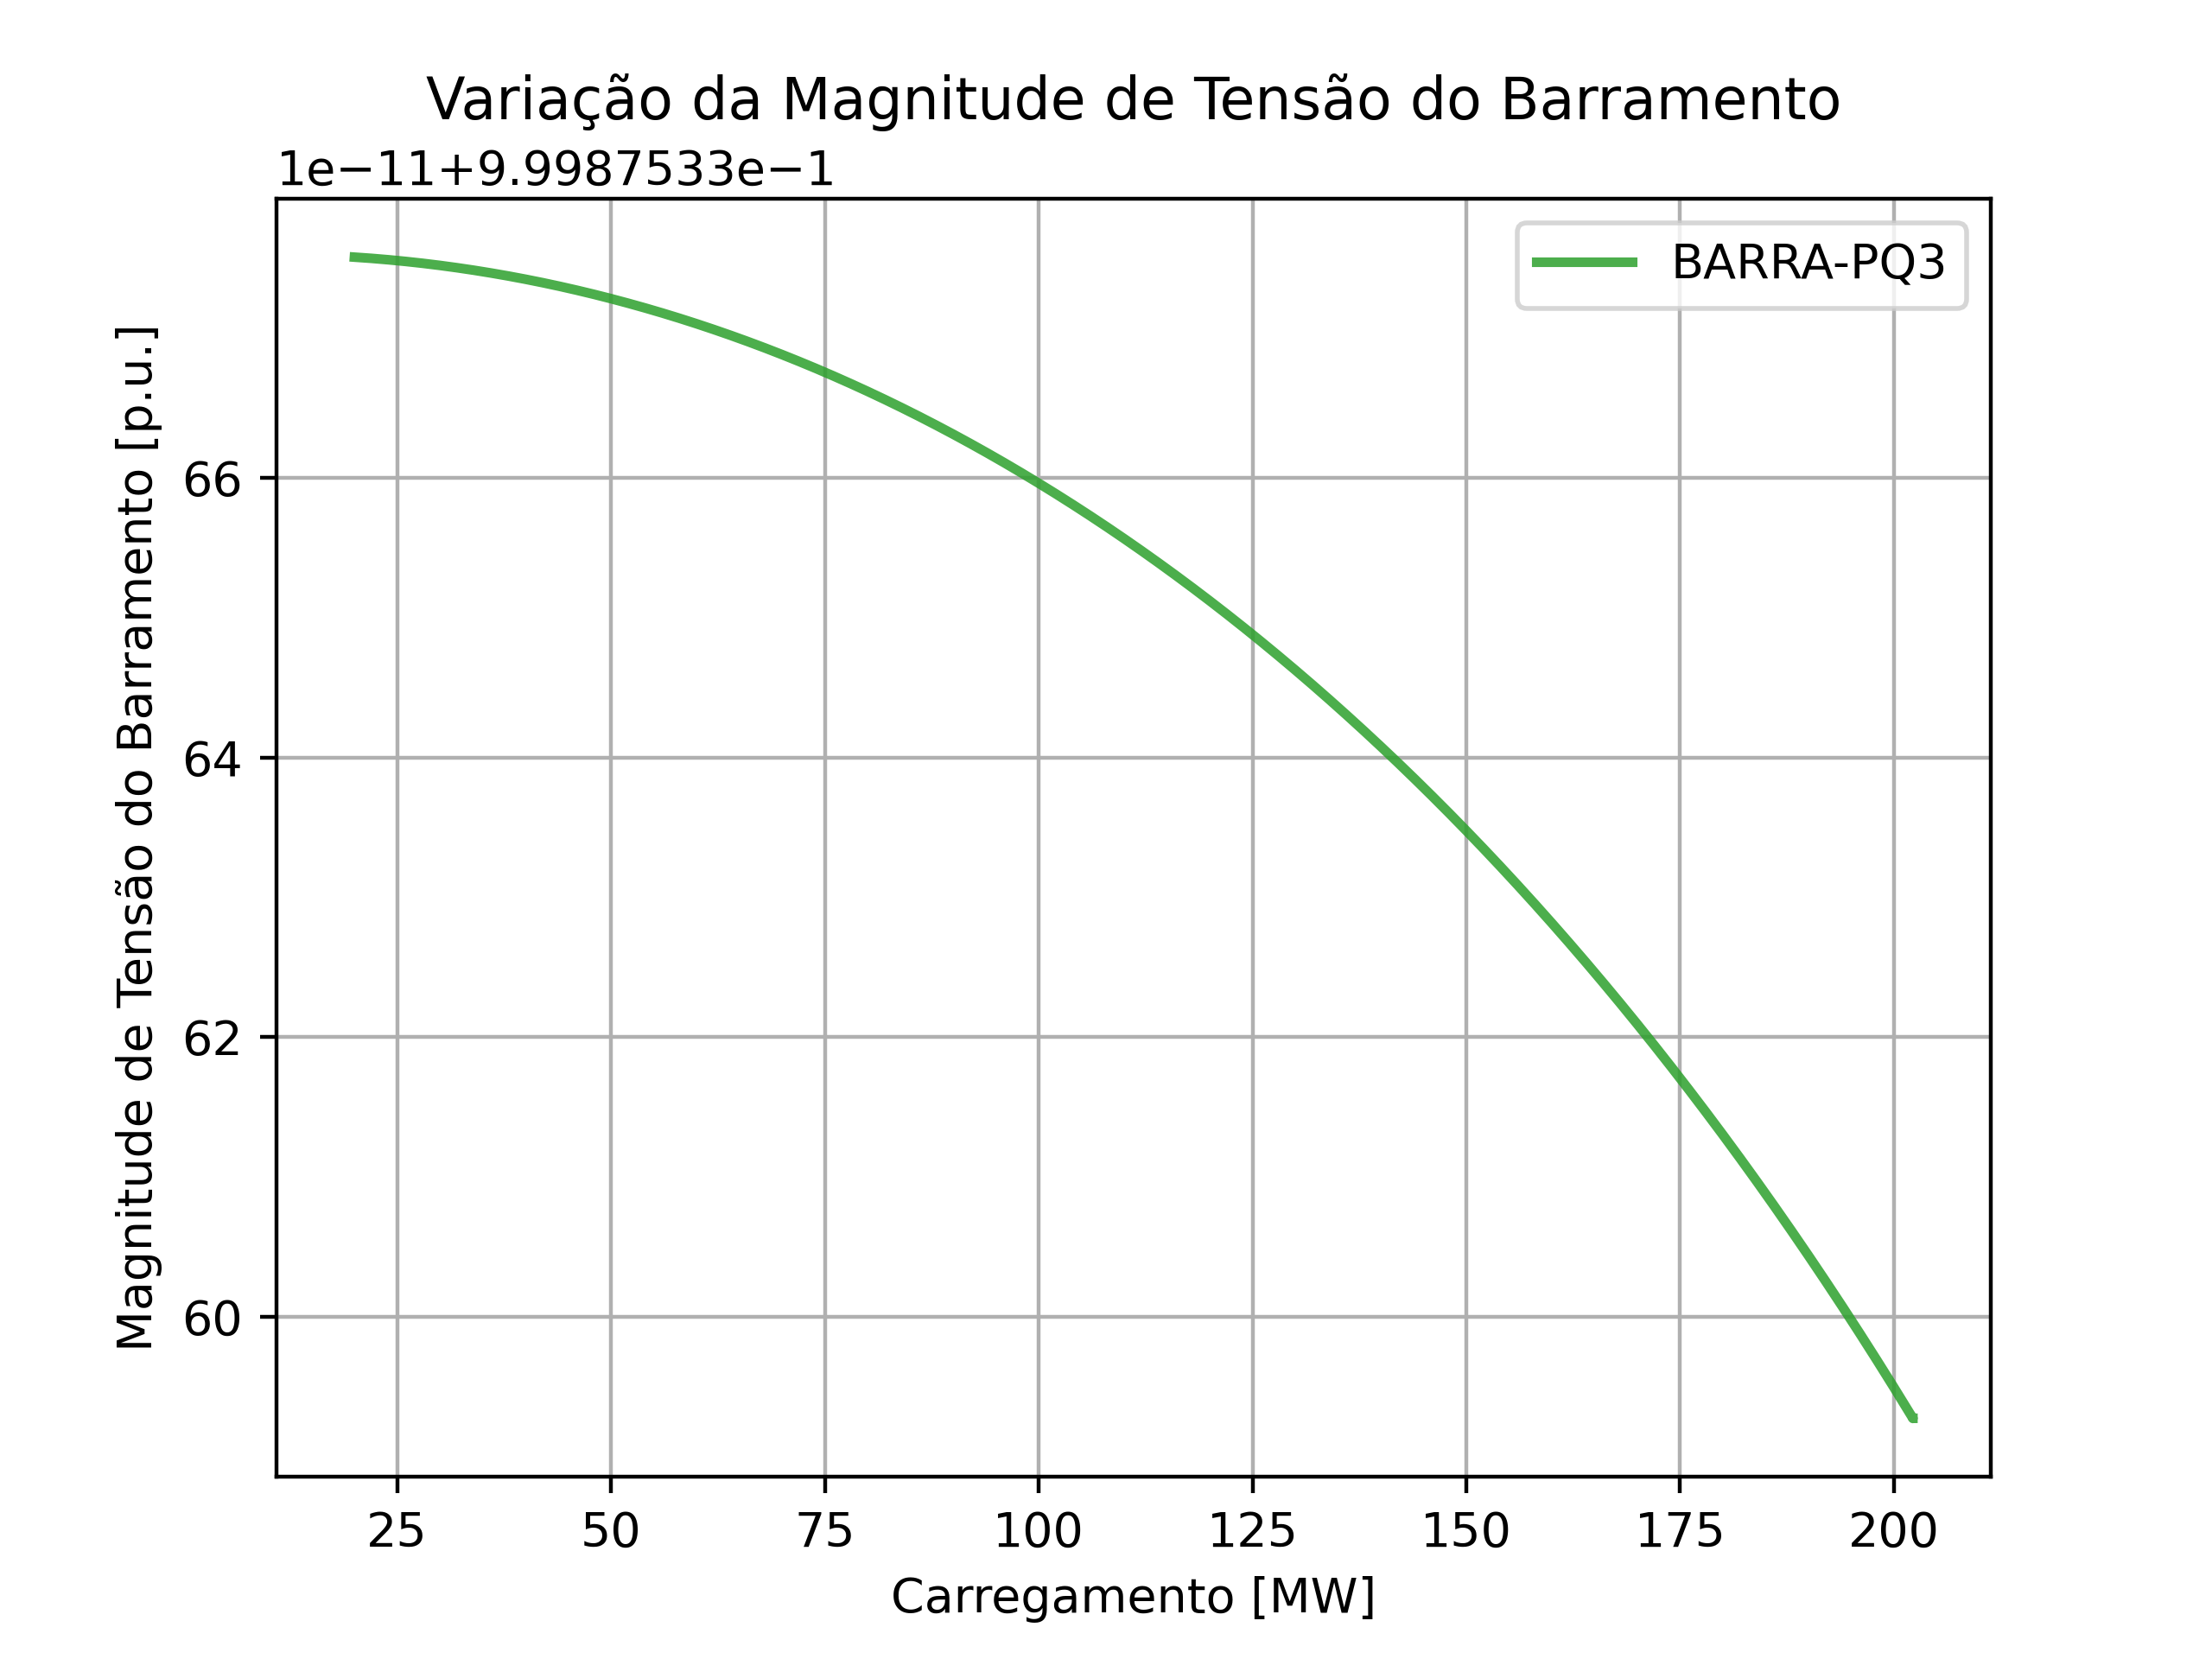 Variação da Magnitude de Tensão do Barramento
1e−11+9.9987533e−1
BARRA-PQ3
Magnitude de Tensão do Barramento [p.u.]
66
64
62
60
25 50 75 100 125 150 175 200
Carregamento [MW]